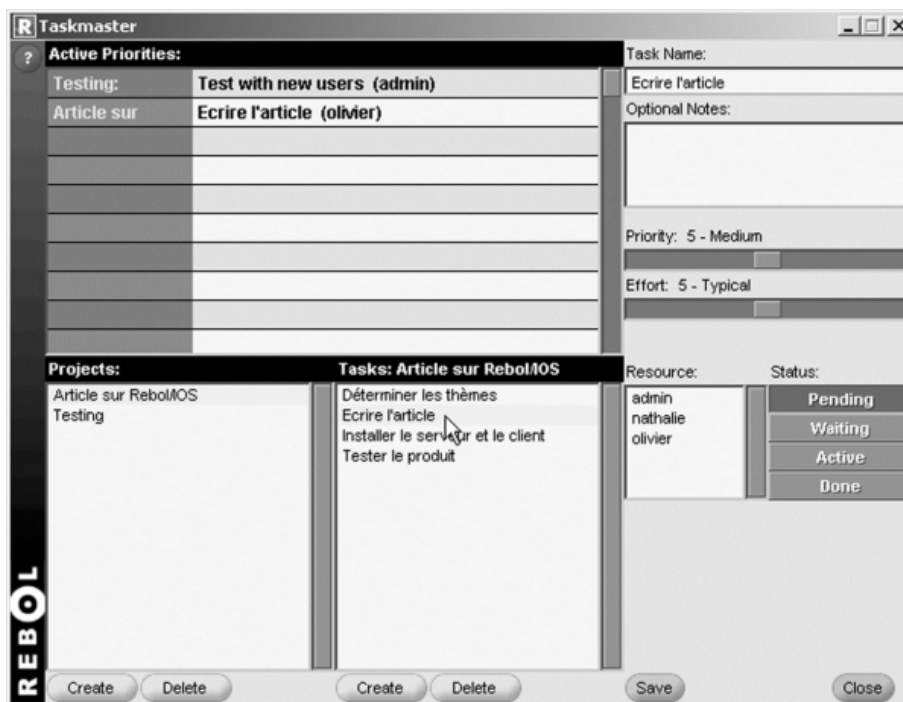 R Taskmaster
?
Active Priorities:
Testing: Test with new users (admin)
Article sur Ecrire l'article (olivier)
Task Name:
Ecrire l'article
Optional Notes:
Priority: 5 - Medium
Effort: 5 - Typical
Projects:
Article sur Rebol/IOS
Testing
Tasks: Article sur Rebol/IOS
Déterminer les thèmes
Ecrire l'article
Installer le serveur et le client
Tester le produit
Resource:
admin
nathalie
olivier
Status:
Pending
Waiting
Active
Done
REBOL
Create Delete
Create Delete
Save
Close